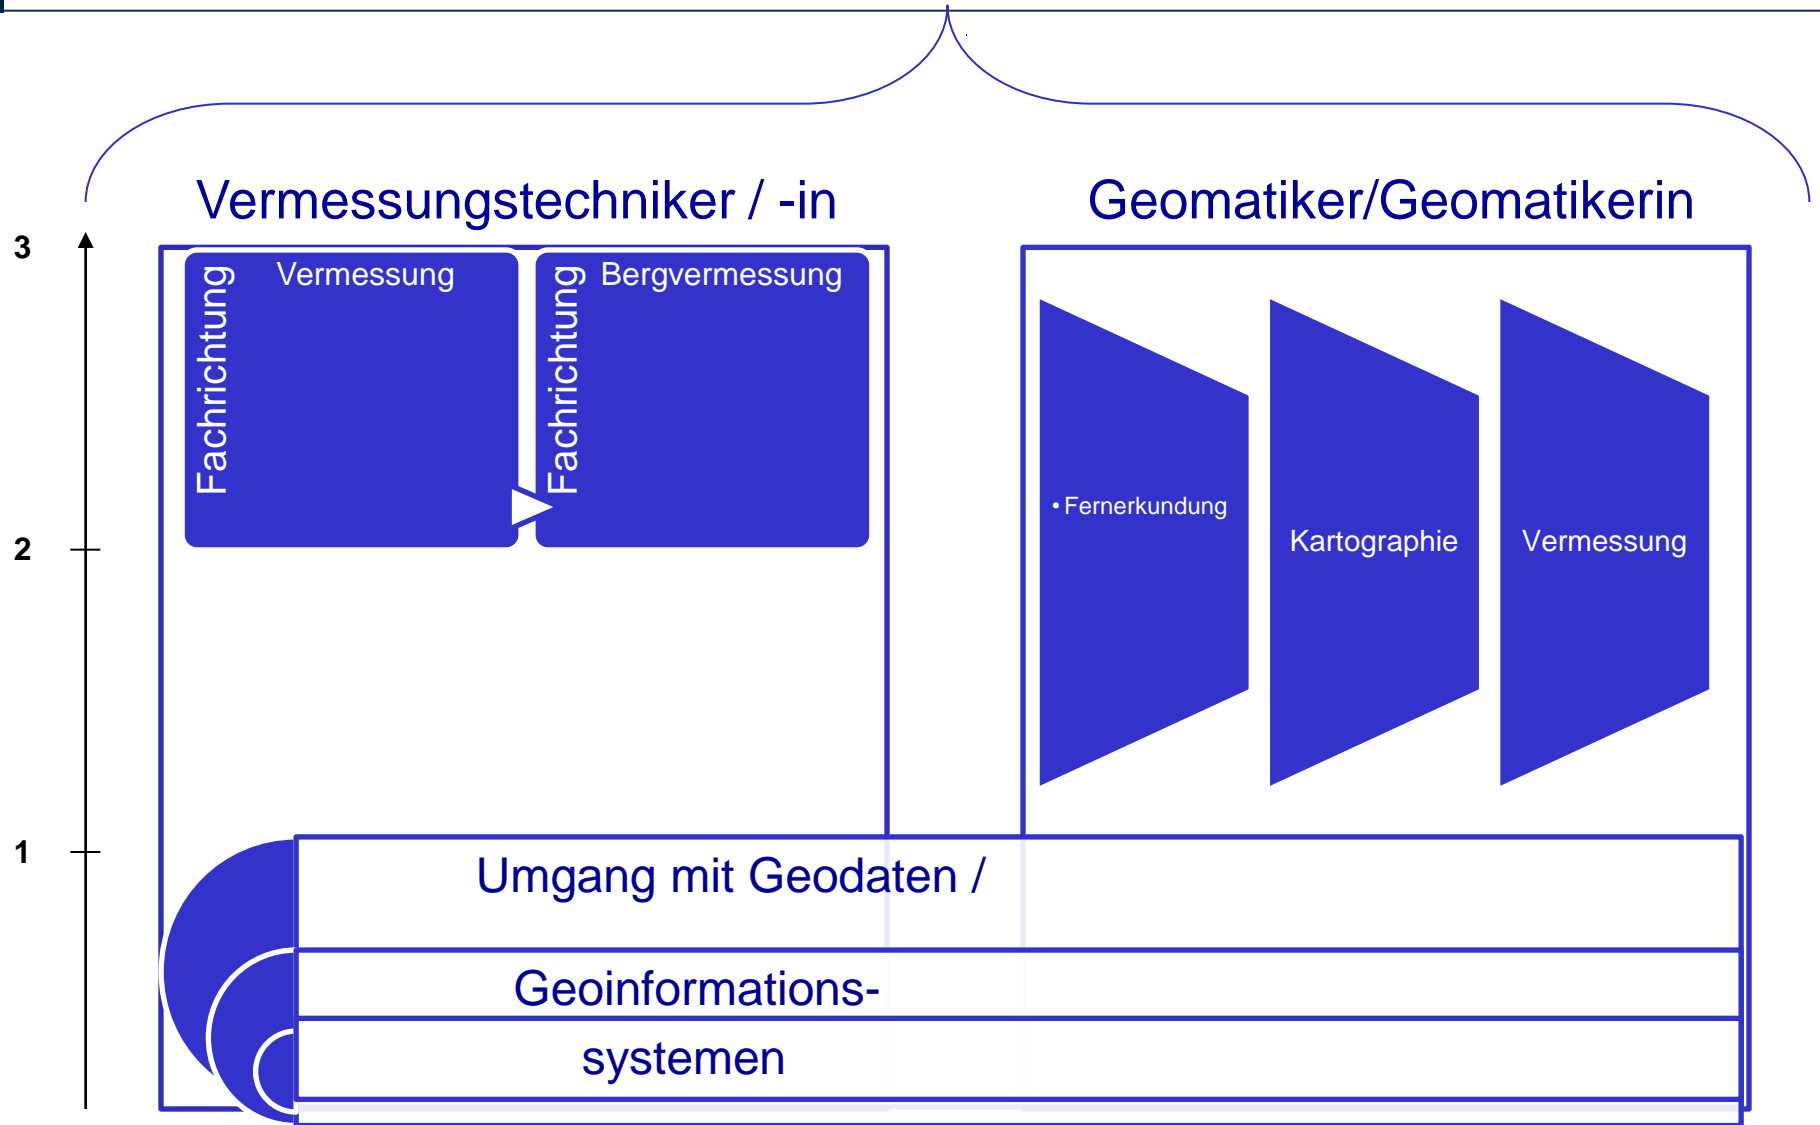 Vermessungstechniker / -in
Geomatiker/Geomatikerin
3
Fachrichtung
Vermessung
Fachrichtung
Bergvermessung
• Fernerkundung
Kartographie
Vermessung
2
1
Umgang mit Geodaten /
Geoinformations-
systemen